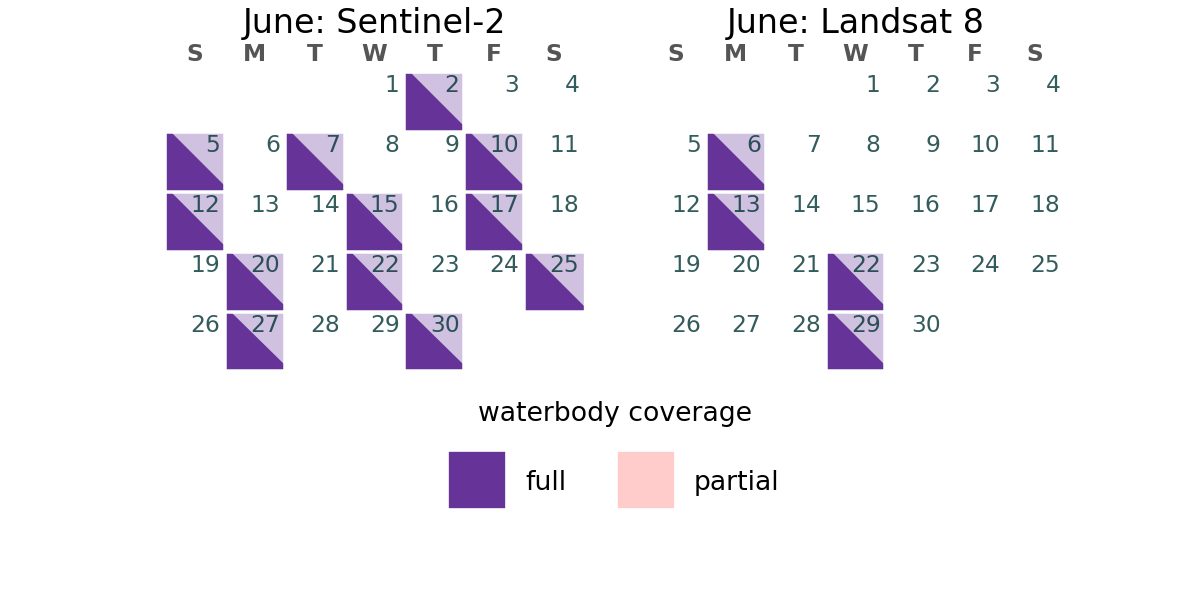 June: Sentinel-2
S M T W T F S
1 2 3 4
5 6 7 8 9 10 11
12 13 14 15 16 17 18
19 20 21 22 23 24 25
26 27 28 29 30
June: Landsat 8
S M T W T F S
1 2 3 4
5 6 7 8 9 10 11
12 13 14 15 16 17 18
19 20 21 22 23 24 25
26 27 28 29 30
waterbody coverage
full partial